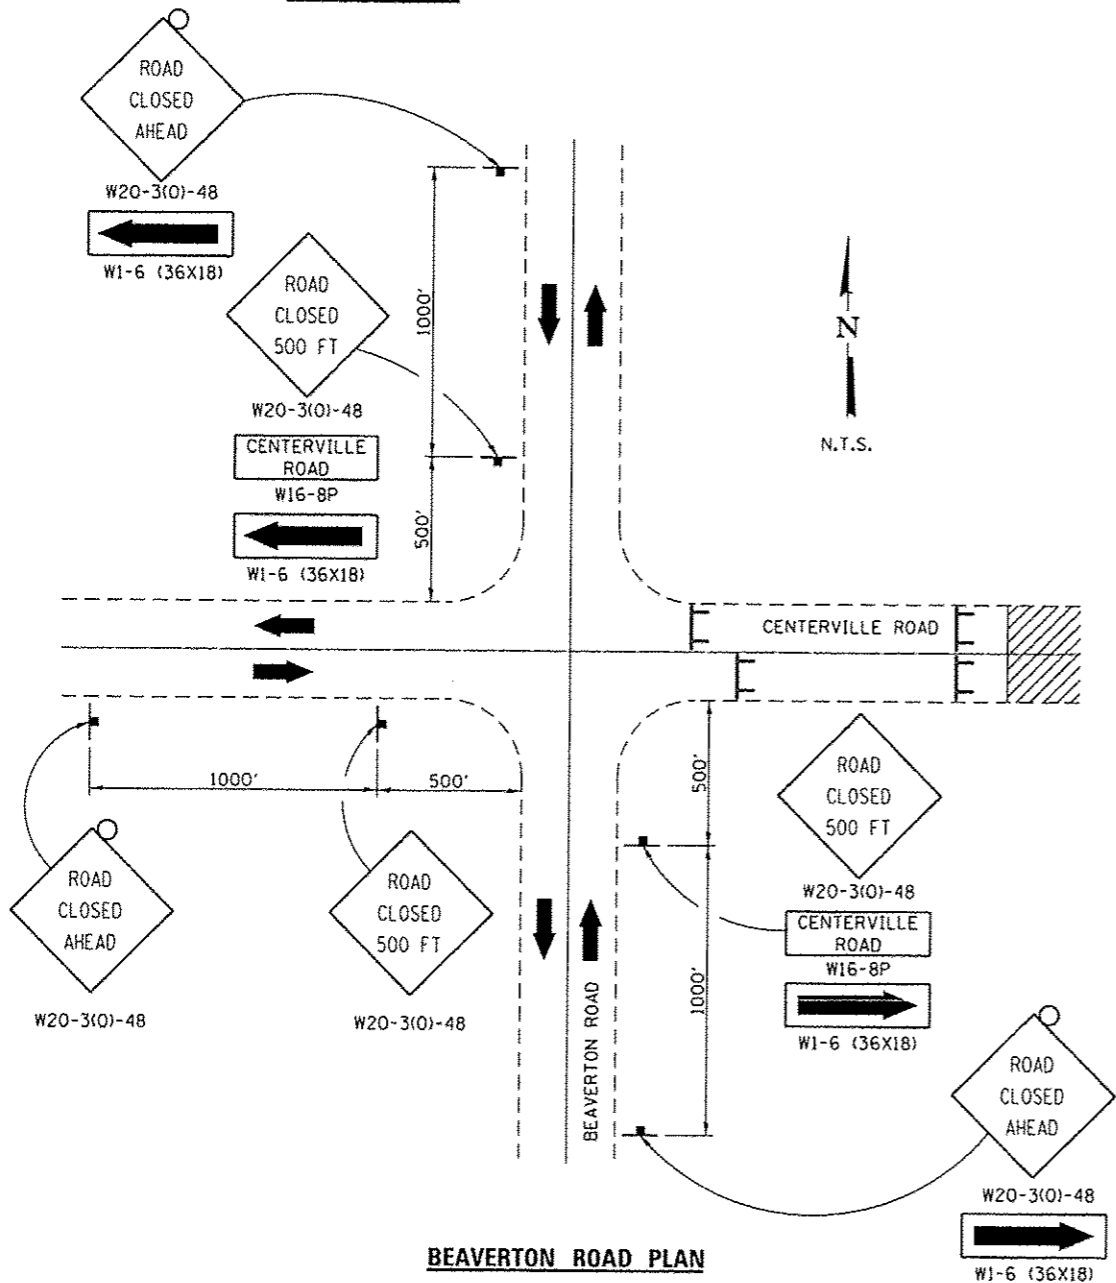 ROAD
CLOSED
AHEAD
W20-3(O)-48
W1-6 (36X18)
ROAD
CLOSED
500 FT
W20-3(O)-48
CENTERVILLE
ROAD
W16-8P
W1-6 (36X18)
1000'
500'
N
N.T.S.
CENTERVILLE ROAD
1000'
500'
ROAD
CLOSED
AHEAD
W20-3(O)-48
ROAD
CLOSED
500 FT
W20-3(O)-48
500'
1000'
BEAVERTON ROAD
ROAD
CLOSED
500 FT
W20-3(O)-48
CENTERVILLE
ROAD
W16-8P
W1-6 (36X18)
ROAD
CLOSED
AHEAD
W20-3(O)-48
W1-6 (36X18)
BEAVERTON ROAD PLAN